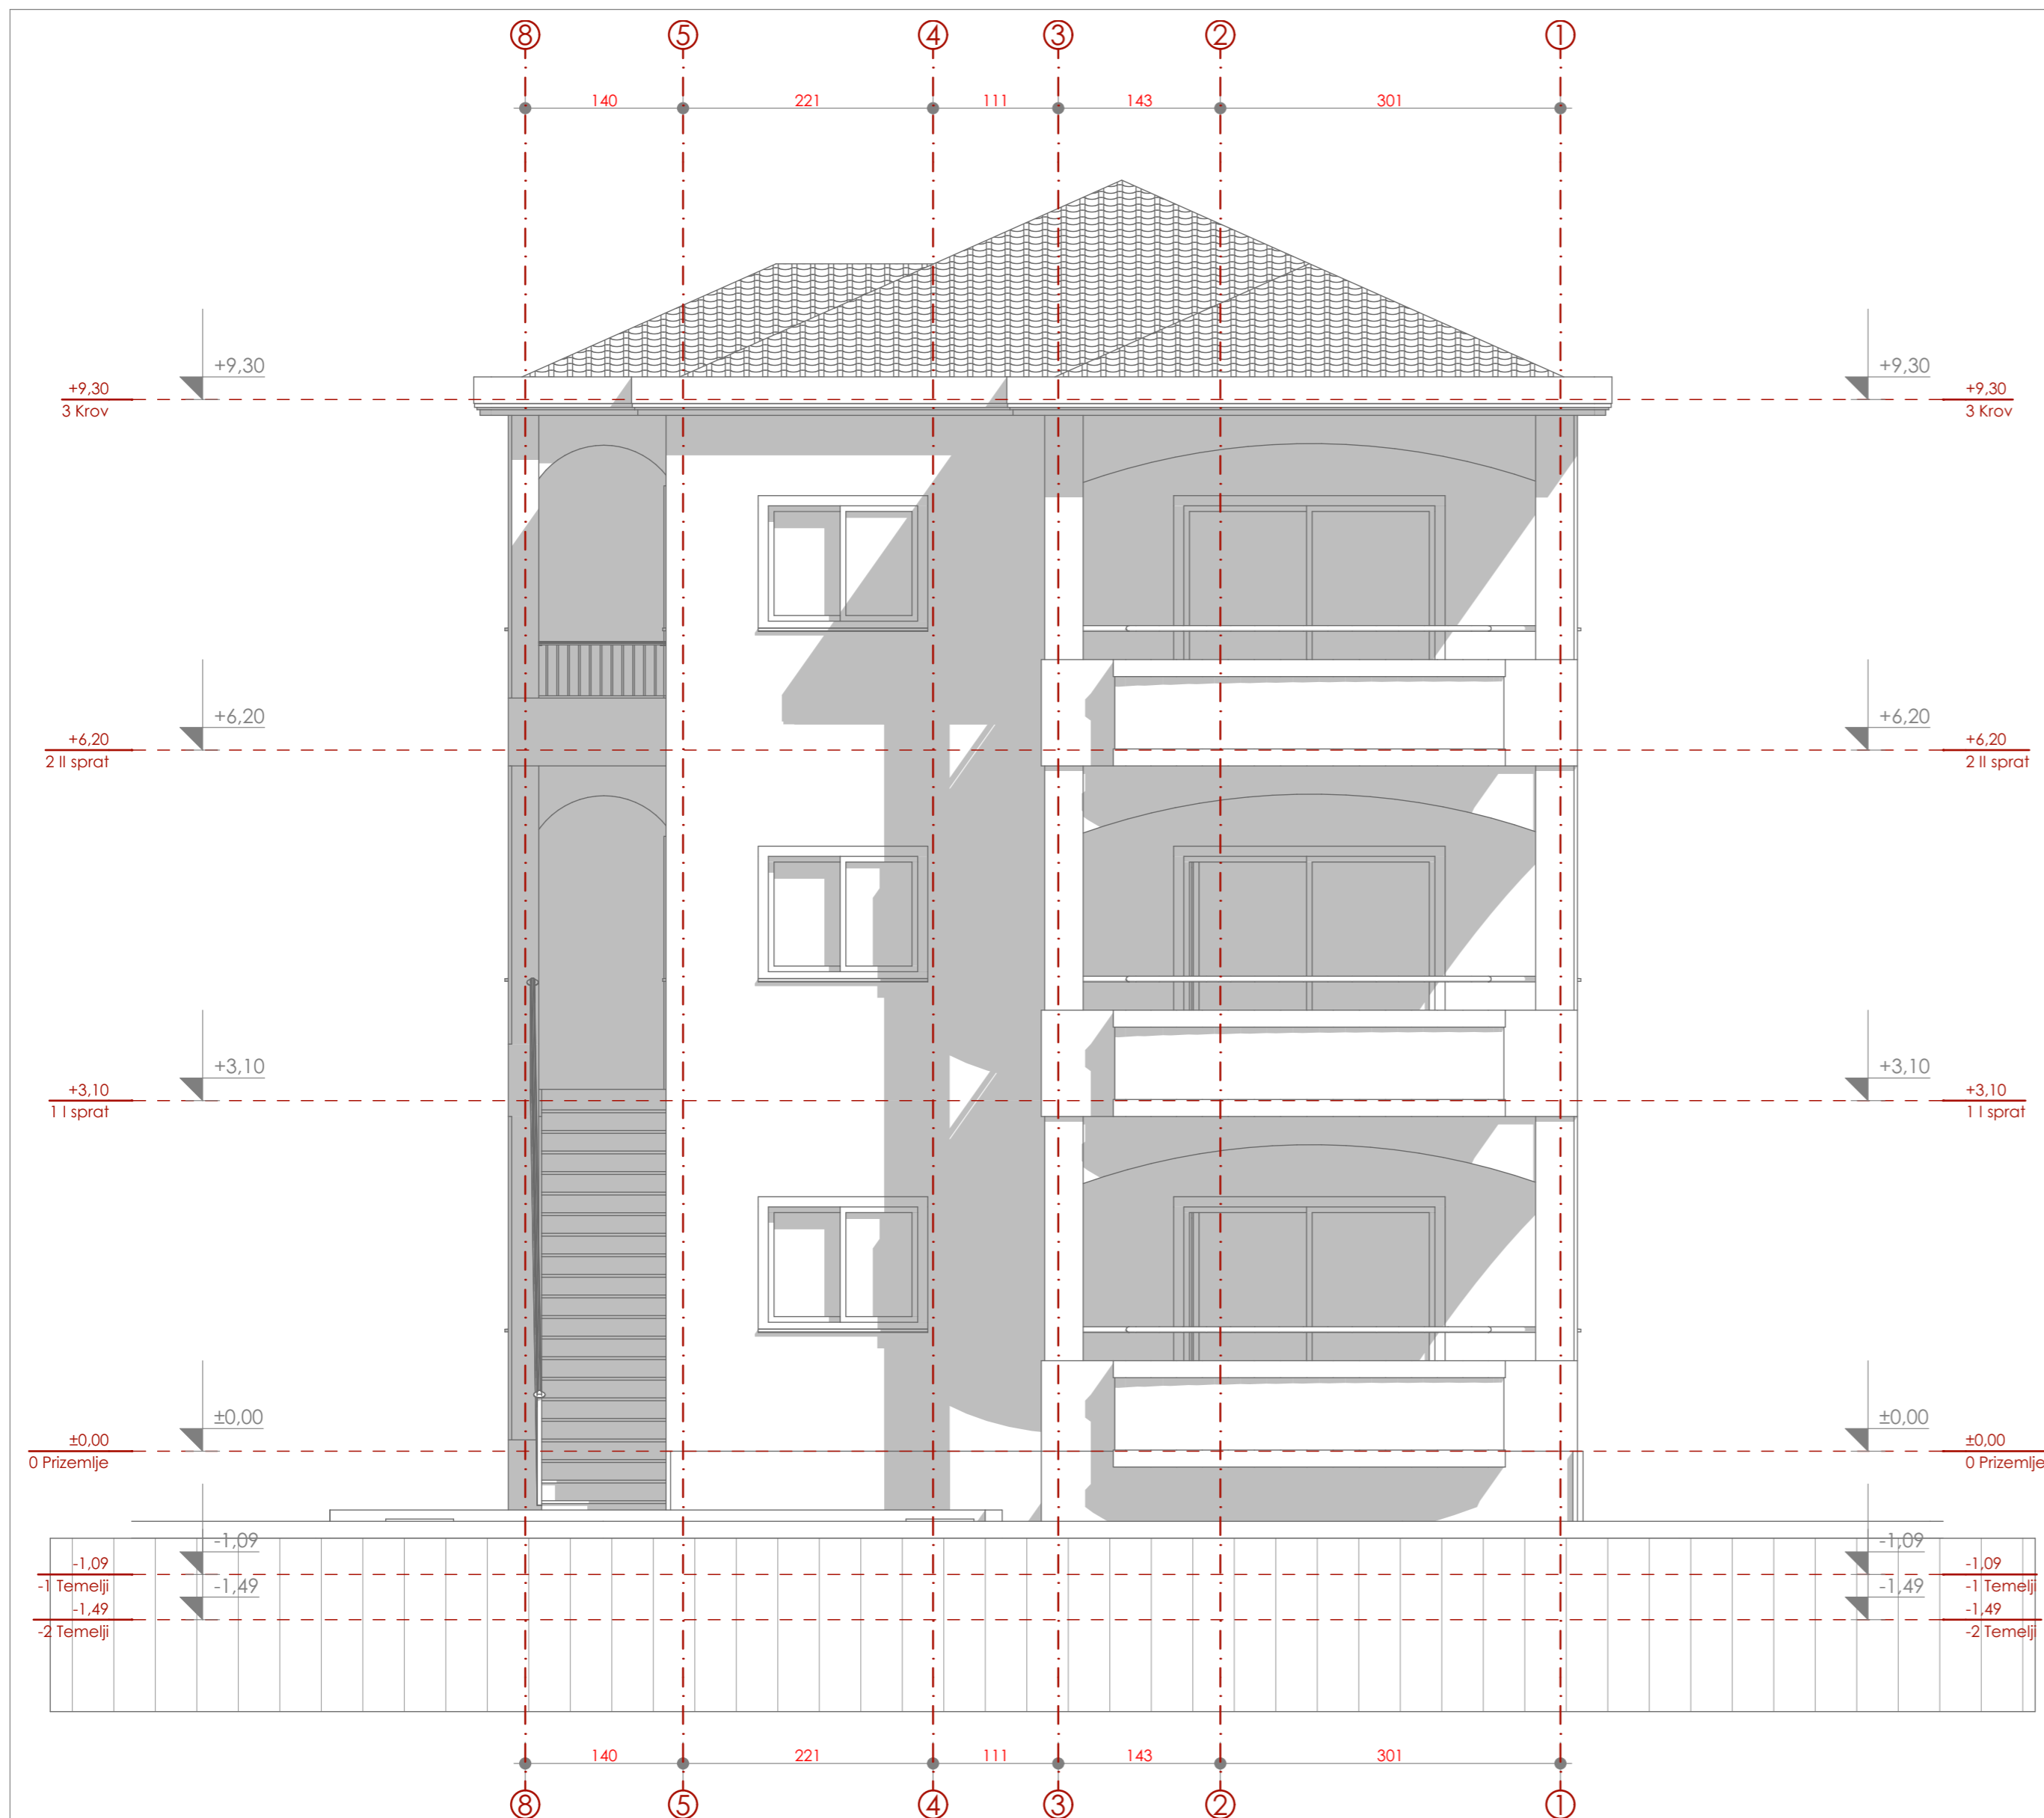 8 5 4 3 2 1
140 221 111 143 301
+9,30 +9,30
+9,30 +9,30
3 Krov 3 Krov
+6,20 +6,20
+6,20 +6,20
2 II sprat 2 II sprat
+3,10 +3,10
+3,10 +3,10
1 I sprat 1 I sprat
±0,00 ±0,00
±0,00 ±0,00
0 Prizemlje 0 Prizemlje
-1,09 -1,09
-1,09 -1,09
-1 Temelji -1,49 -1,49 -1 Temelji
-1,49 -1,49
-2 Temelji -2 Temelji
140 221 111 143 301
8 5 4 3 2 1